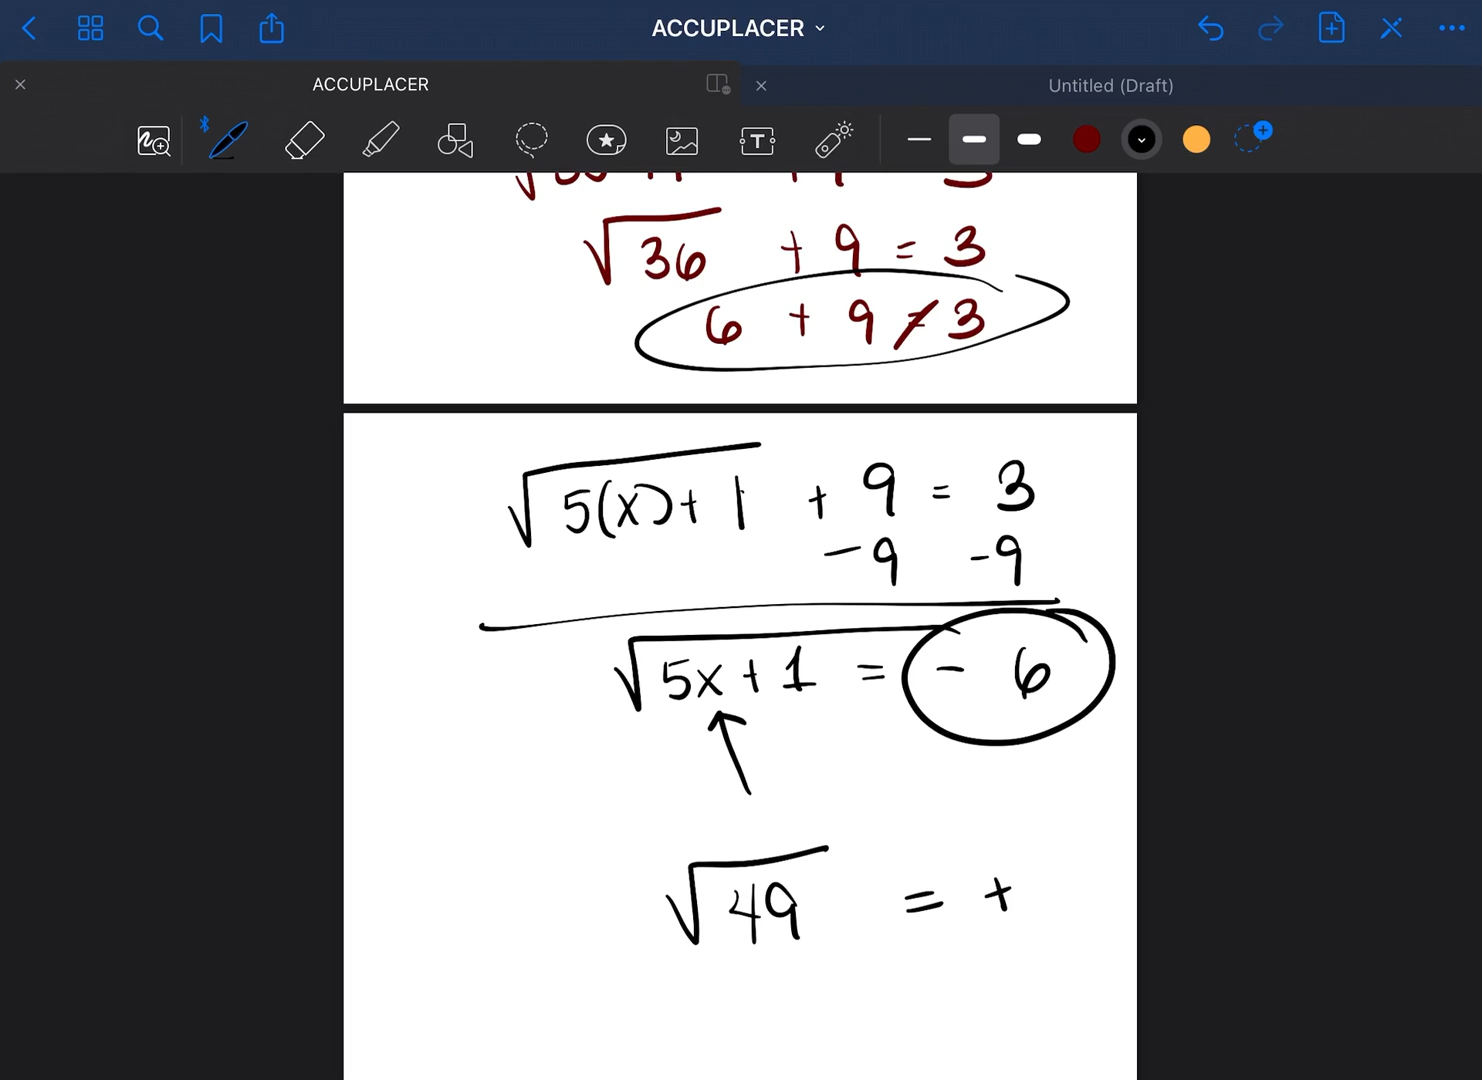 ACCUPLACER
ACCUPLACER
Untitled (Draft)
√36 + 9 = 3
6 + 9 ≠ 3
√5(x) + 1 + 9 = 3
-9 -9
√5x + 1 = - 6
√49 = +